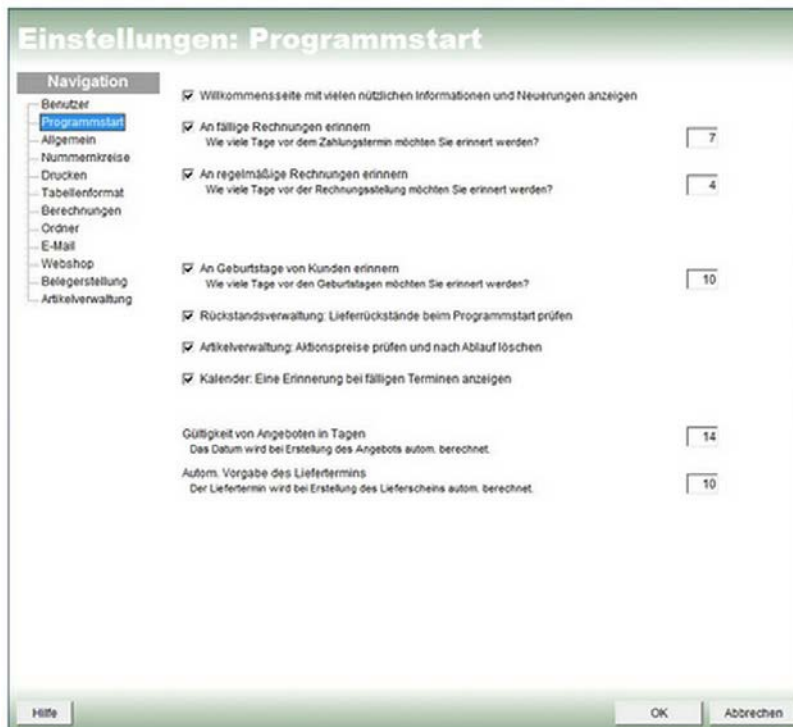 Einstellungen: Programmstart
Navigation
Benutzer
Programmstart
Allgemein
Nummernkreise
Drucken
Tabellenformat
Berechnungen
Ordner
E-Mail
Webshop
Belegerstellung
Artikelverwaltung
Willkommensseite mit vielen nützlichen Informationen und Neuerungen anzeigen
An fällige Rechnungen erinnern
Wie viele Tage vor dem Zahlungstermin möchten Sie erinnert werden? 7
An regelmäßige Rechnungen erinnern
Wie viele Tage vor der Rechnungsstellung möchten Sie erinnert werden? 4
An Geburtstage von Kunden erinnern
Wie viele Tage vor den Geburtstagen möchten Sie erinnert werden? 10
Rückstandsverwaltung: Lieferrückstände beim Programmstart prüfen
Artikelverwaltung: Aktionspreise prüfen und nach Ablauf löschen
Kalender: Eine Erinnerung bei fälligen Terminen anzeigen
Gültigkeit von Angeboten in Tagen 14
Das Datum wird bei Erstellung des Angebots autom. berechnet.
Autom. Vorgabe des Liefertermins
Der Liefertermin wird bei Erstellung des Lieferscheins autom. berechnet. 10
Hilfe OK Abbrechen